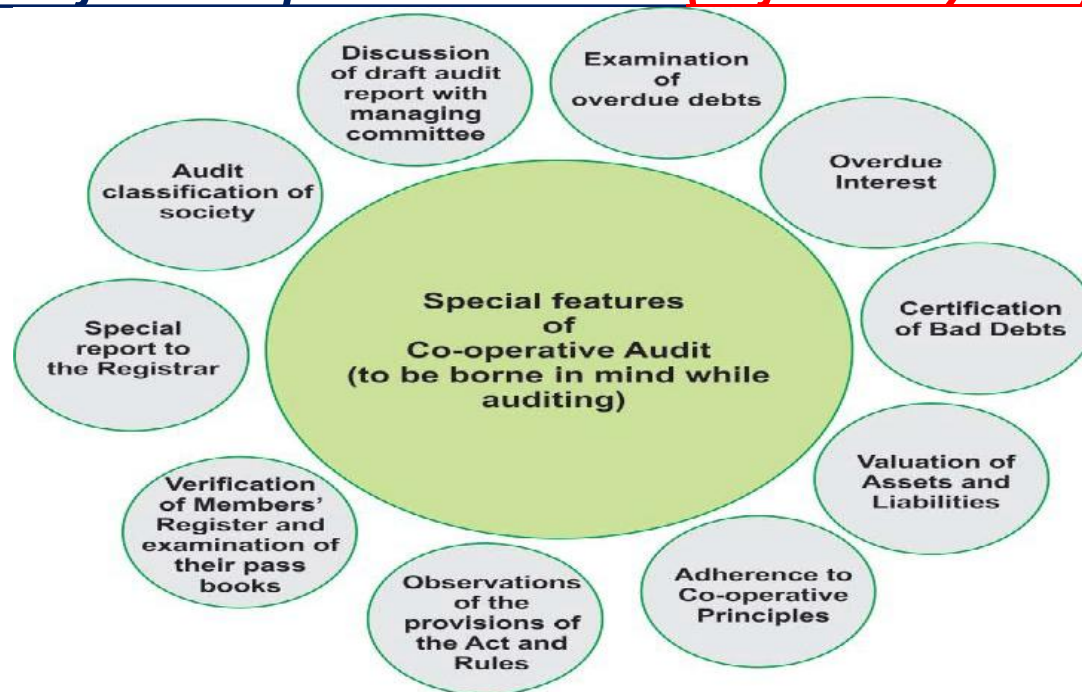 Special features
of
Co-operative Audit
(to be borne in mind while
auditing)
Discussion
of draft audit
report with
managing
committee
Examination
of
overdue debts
Overdue
Interest
Certification
of Bad Debts
Valuation of
Assets and
Liabilities
Adherence to
Co-operative
Principles
Observations
of the
provisions of
the Act and
Rules
Verification
of Members'
Register and
examination of
their pass
books
Special
report to
the Registrar
Audit
classification of
society